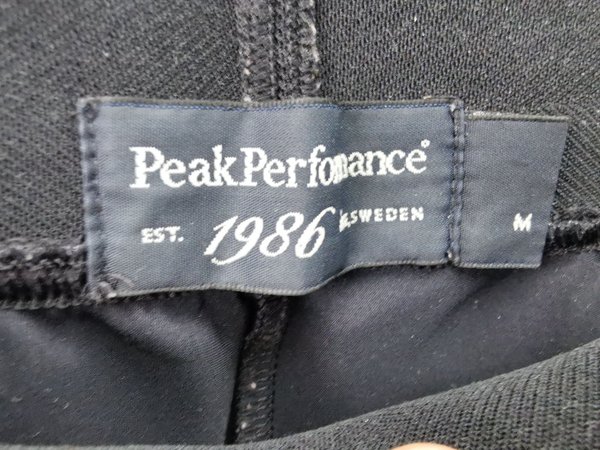 PeakPerformance®
EST. 1986 SWEDEN
M